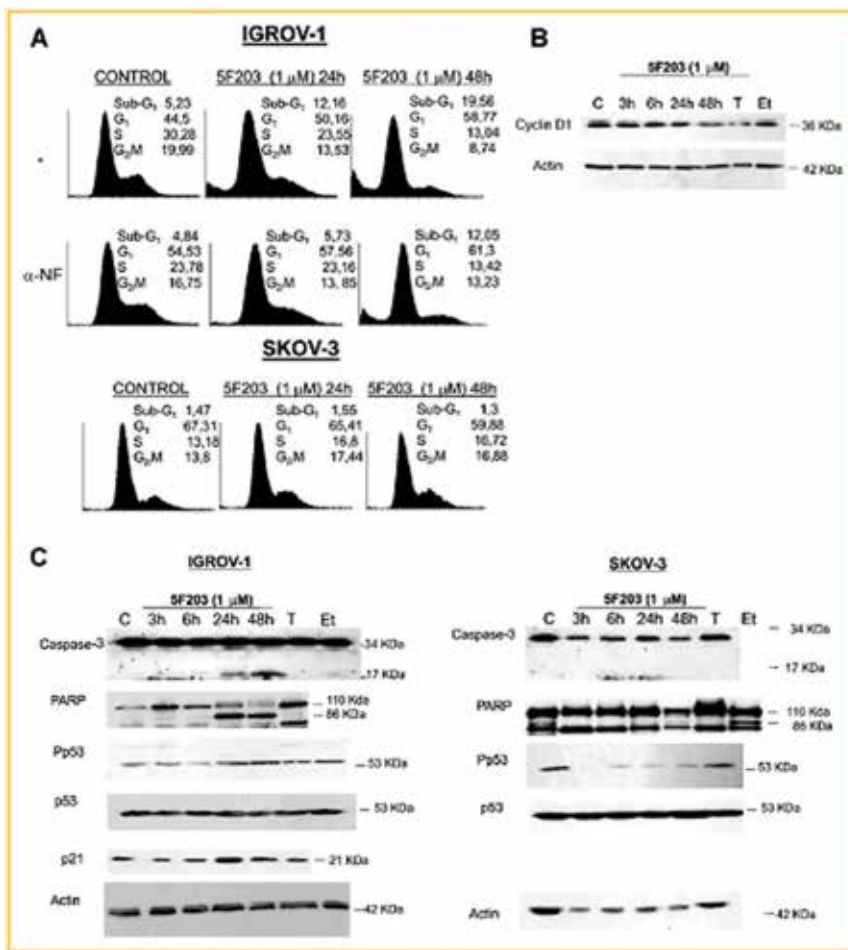 A
IGROV-1
CONTROL
Sub-G₁ 5,23
G₁ 44,5
S 30,28
G₂M 19,99
5F203 (1 µM) 24h
Sub-G₁ 12,16
G₁ 50,16
S 23,55
G₂M 13,53
5F203 (1 µM) 48h
Sub-G₁ 19,56
G₁ 58,77
S 13,04
G₂M 8,74
-
α-NF
Sub-G₁ 4,84
G₁ 54,53
S 23,78
G₂M 16,75
Sub-G₁ 5,73
G₁ 57,56
S 23,16
G₂M 13, 85
Sub-G₁ 12,05
G₁ 61,3
S 13,42
G₂M 13,23
SKOV-3
CONTROL
Sub-G₁ 1,47
G₁ 67,31
S 13,18
G₂M 13,8
5F203 (1 µM) 24h
Sub-G₁ 1,55
G₁ 65,41
S 16,8
G₂M 17,44
5F203 (1 µM) 48h
Sub-G₁ 1,3
G₁ 59,88
S 16,72
G₂M 16,88
B
5F203 (1 µM)
C 3h 6h 24h 48h T Et
Cyclin D1 – 36 KDa
Actin – 42 KDa
C
IGROV-1
5F203 (1 µM)
C 3h 6h 24h 48h T Et
Caspase-3 – 34 KDa
– 17 KDa
PARP – 110 Kda
– 86 KDa
Pp53 – 53 KDa
p53 – 53 KDa
p21 – 21 KDa
Actin – 42 KDa
SKOV-3
5F203 (1 µM)
C 3h 6h 24h 48h T Et
Caspase-3 – 34 KDa
– 17 KDa
PARP – 110 Kda
– 86 KDa
Pp53 – 53 KDa
p53 – 53 KDa
Actin – 42 KDa